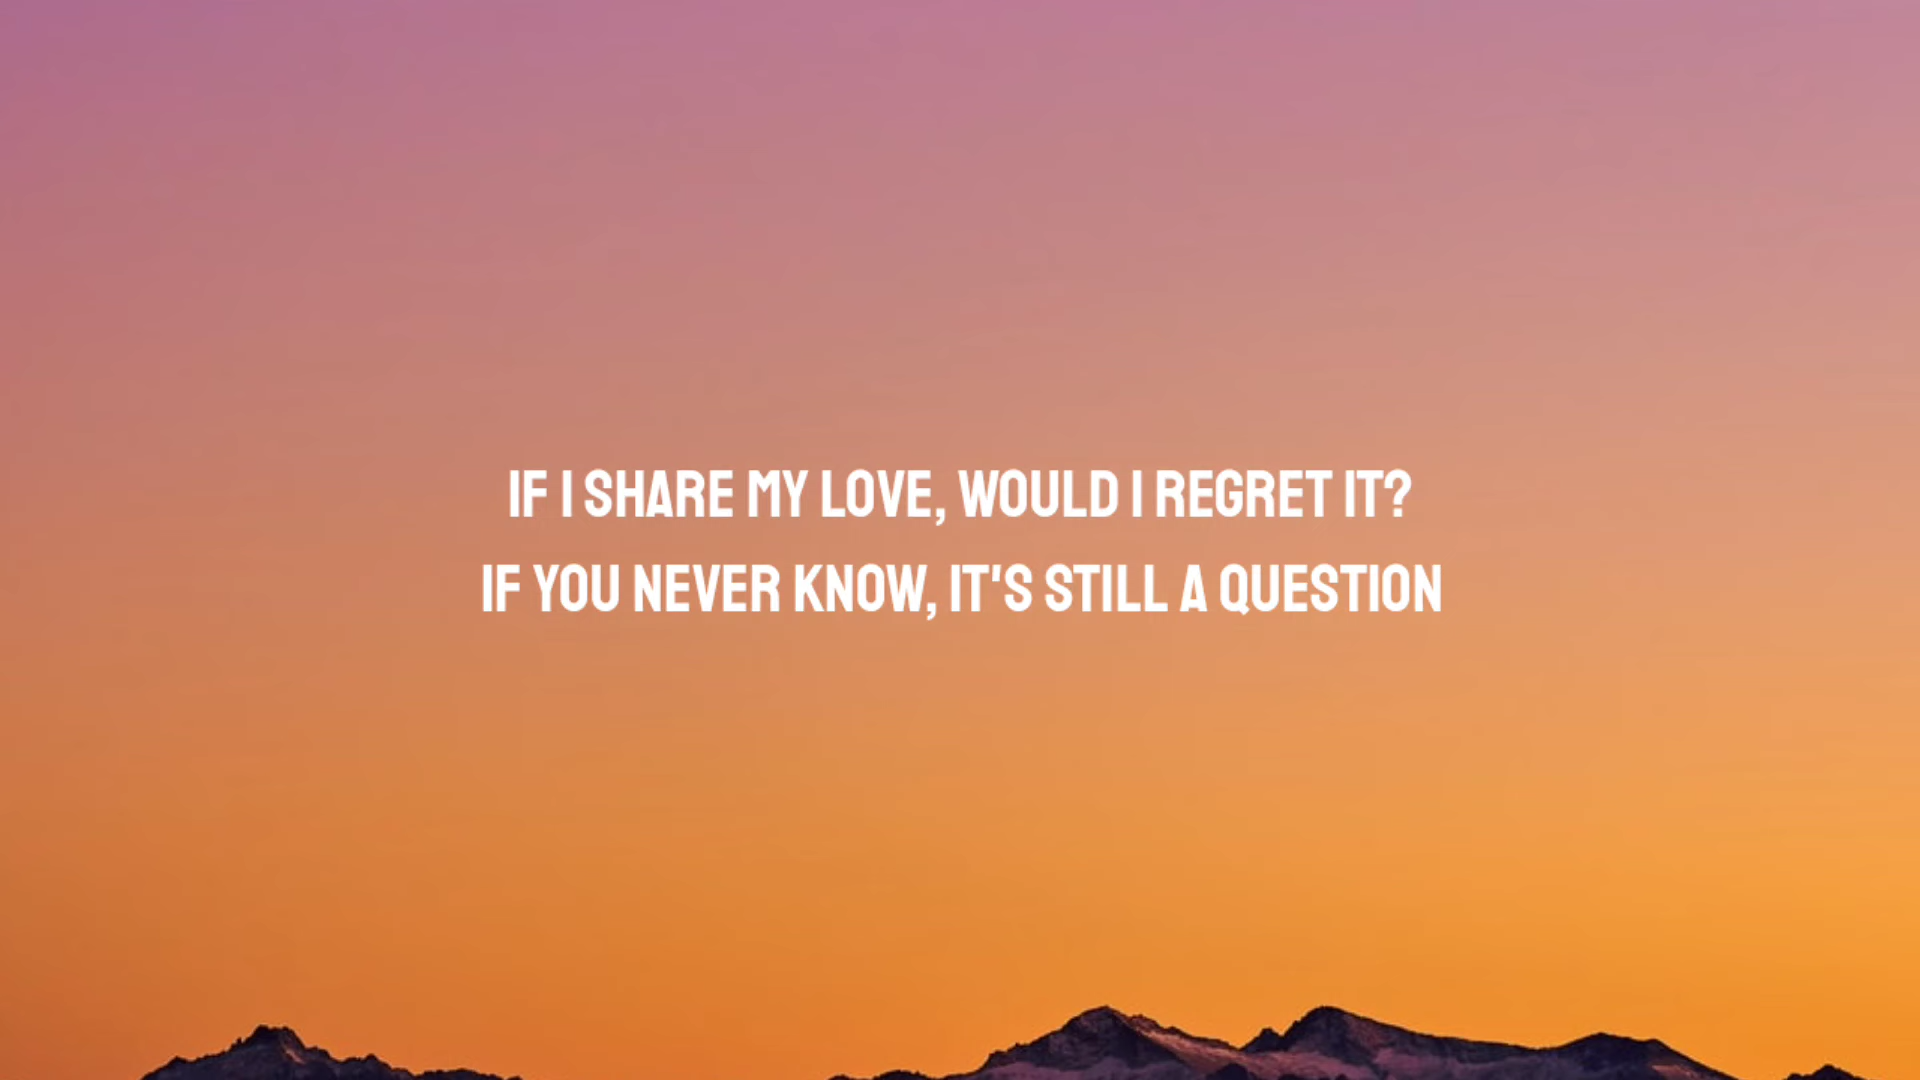 IF I SHARE MY LOVE, WOULD I REGRET IT?
IF YOU NEVER KNOW, IT'S STILL A QUESTION